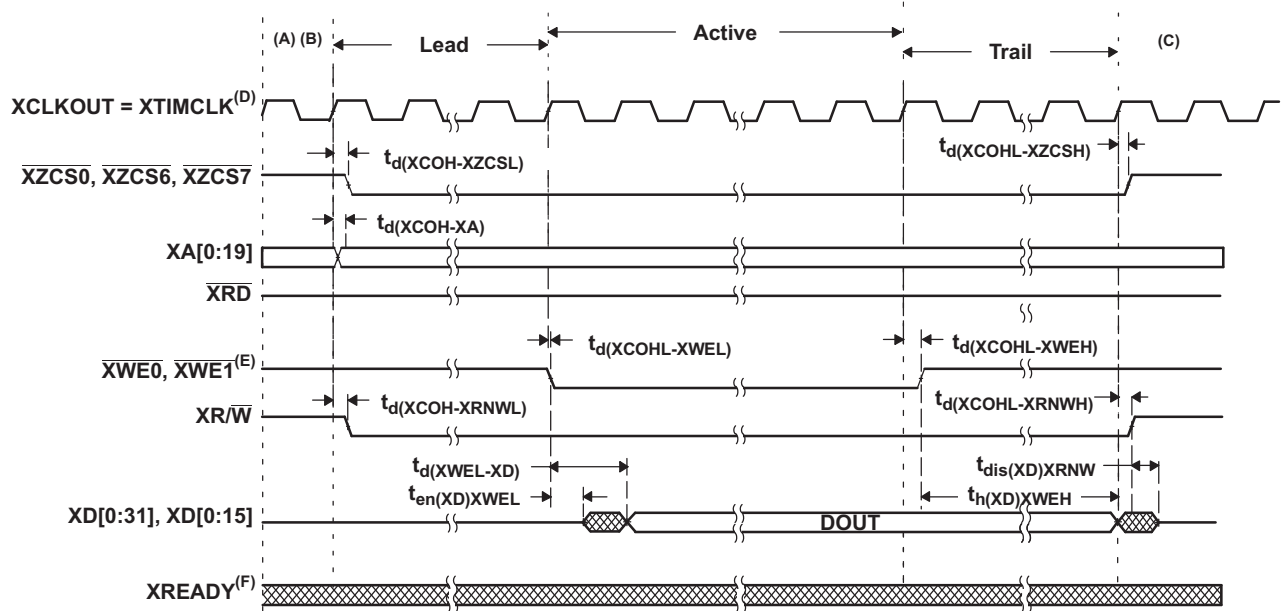 (A) (B)
Lead
Active
Trail
(C)
XCLKOUT = XTIMCLK(D)
td(XCOH-XZCSL)
td(XCOHL-XZCSH)
XZCS0, XZCS6, XZCS7
td(XCOH-XA)
XA[0:19]
XRD
td(XCOHL-XWEL)
td(XCOHL-XWEH)
XWE0, XWE1(E)
td(XCOH-XRNWL)
td(XCOHL-XRNWH)
XR/W
td(XWEL-XD)
tdis(XD)XRNW
ten(XD)XWEL
th(XD)XWEH
XD[0:31], XD[0:15]
DOUT
XREADY(F)